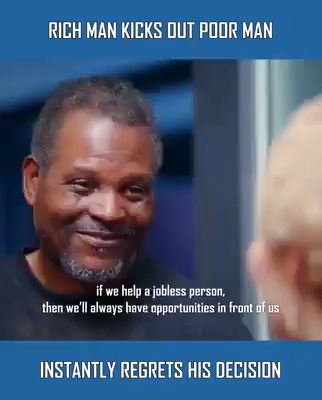 RICH MAN KICKS OUT POOR MAN
if we help a jobless person,
then we'll always have opportunities in front of us
INSTANTLY REGRETS HIS DECISION